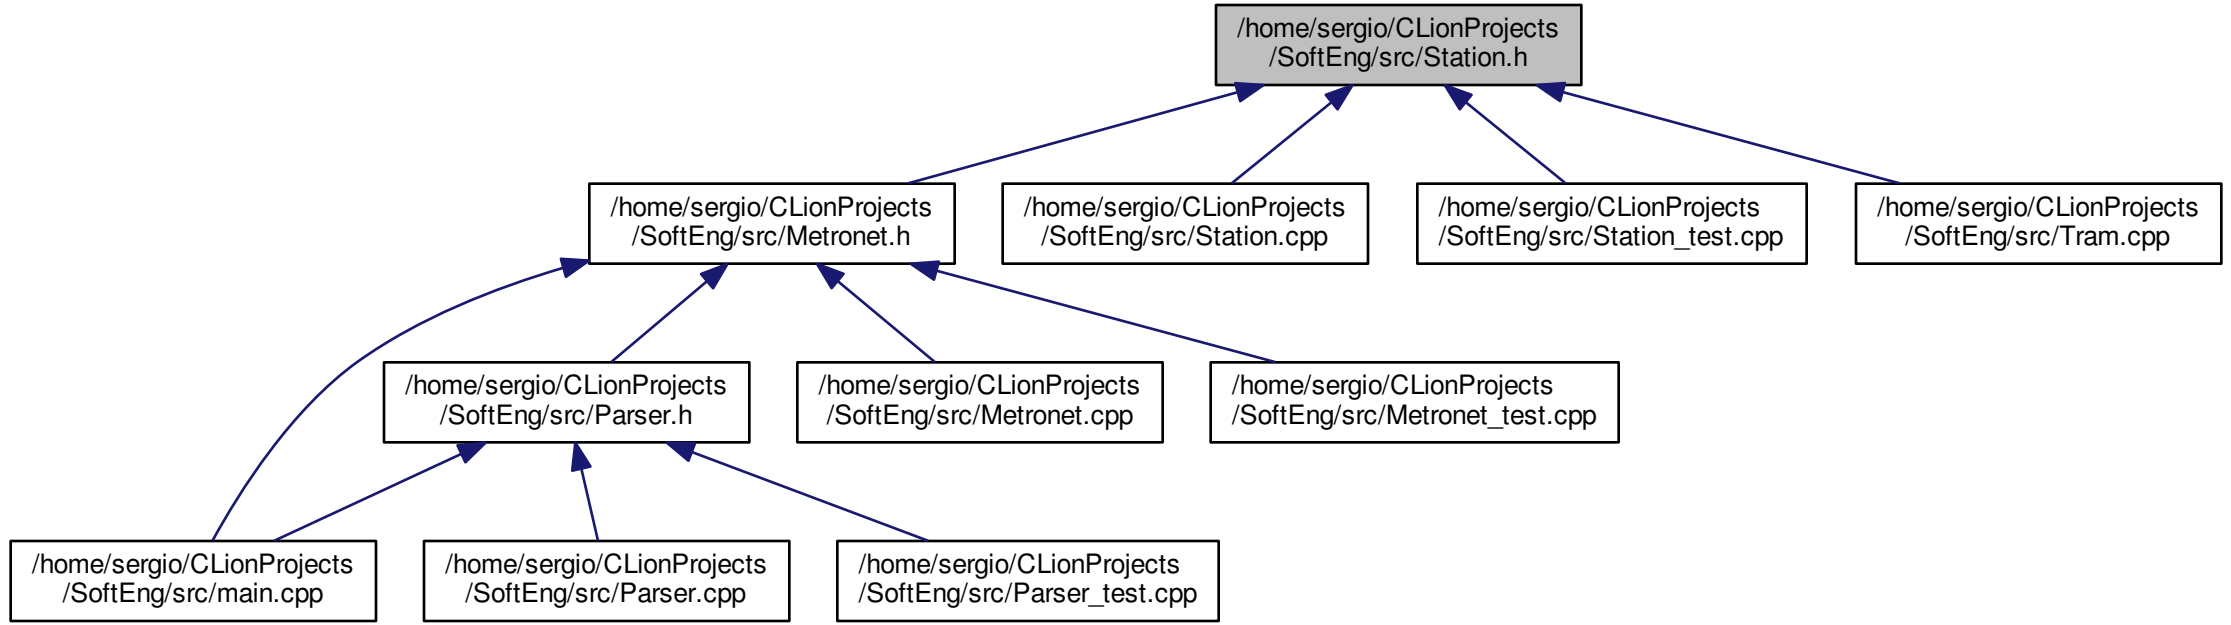 /home/sergio/CLionProjects
/SoftEng/src/Station.h
/home/sergio/CLionProjects
/SoftEng/src/Metronet.h
/home/sergio/CLionProjects
/SoftEng/src/Station.cpp
/home/sergio/CLionProjects
/SoftEng/src/Station_test.cpp
/home/sergio/CLionProjects
/SoftEng/src/Tram.cpp
/home/sergio/CLionProjects
/SoftEng/src/Parser.h
/home/sergio/CLionProjects
/SoftEng/src/Metronet.cpp
/home/sergio/CLionProjects
/SoftEng/src/Metronet_test.cpp
/home/sergio/CLionProjects
/SoftEng/src/main.cpp
/home/sergio/CLionProjects
/SoftEng/src/Parser.cpp
/home/sergio/CLionProjects
/SoftEng/src/Parser_test.cpp